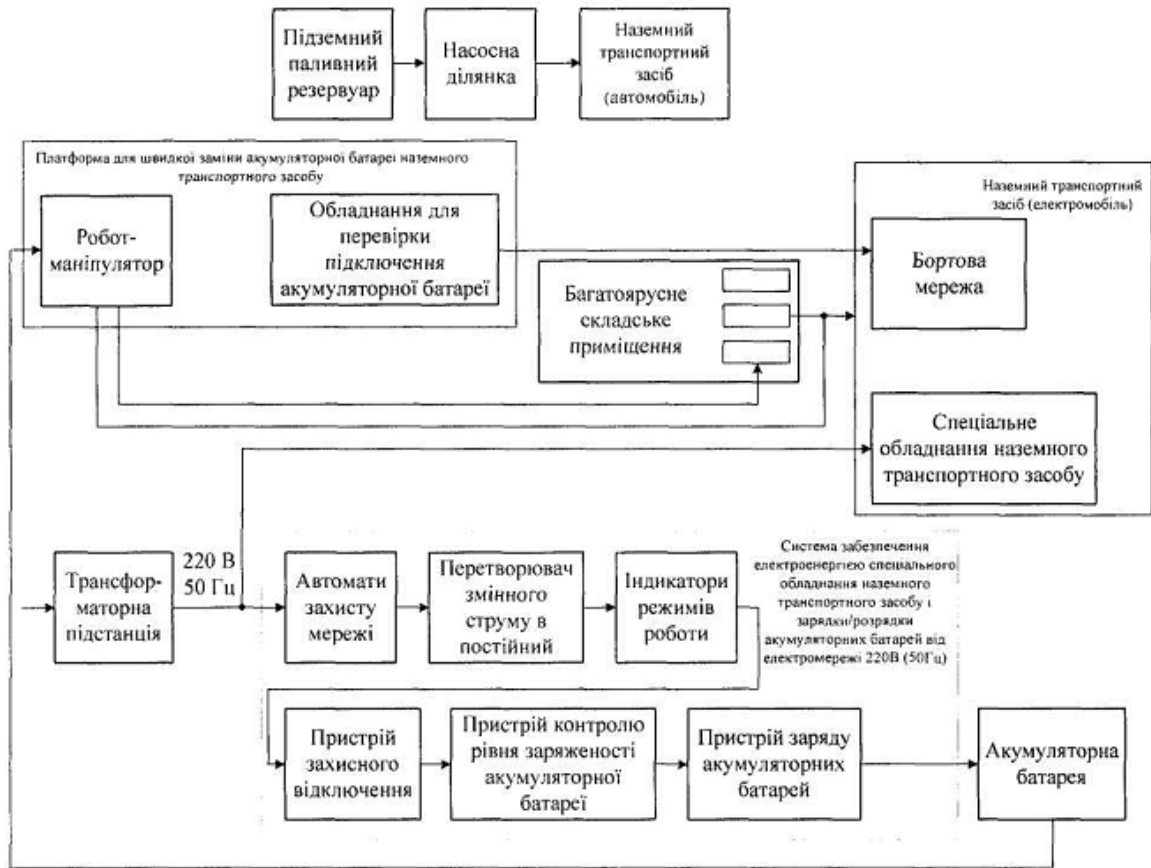 Підземний
паливний
резервуар
Насосна
ділянка
Наземний
транспортний
засіб
(автомобіль)
Платформа для швидкої заміни акумуляторної батареї наземного
транспортного засобу
Робот-
маніпулятор
Обладнання для
перевірки
підключення
акумуляторної батареї
Багатоярусне
складське
приміщення
Наземний транспортний
засіб (електромобіль)
Бортова
мережа
Спеціальне
обладнання наземного
транспортного засобу
Трансфор-
маторна
підстанція
220 В
50 Гц
Автомати
захисту
мережі
Перетворювач
змінного
струму в
постійний
Індикатори
режимів
роботи
Система забезпечення
електроенергією спеціального
обладнання наземного
транспортного засобу і
зарядки/розрядки
акумуляторних батарей від
електромережі 220В (50Гц)
Пристрій
захисного
відключення
Пристрій контролю
рівня заряженості
акумуляторної
батареї
Пристрій заряду
акумуляторних
батарей
Акумуляторна
батарея